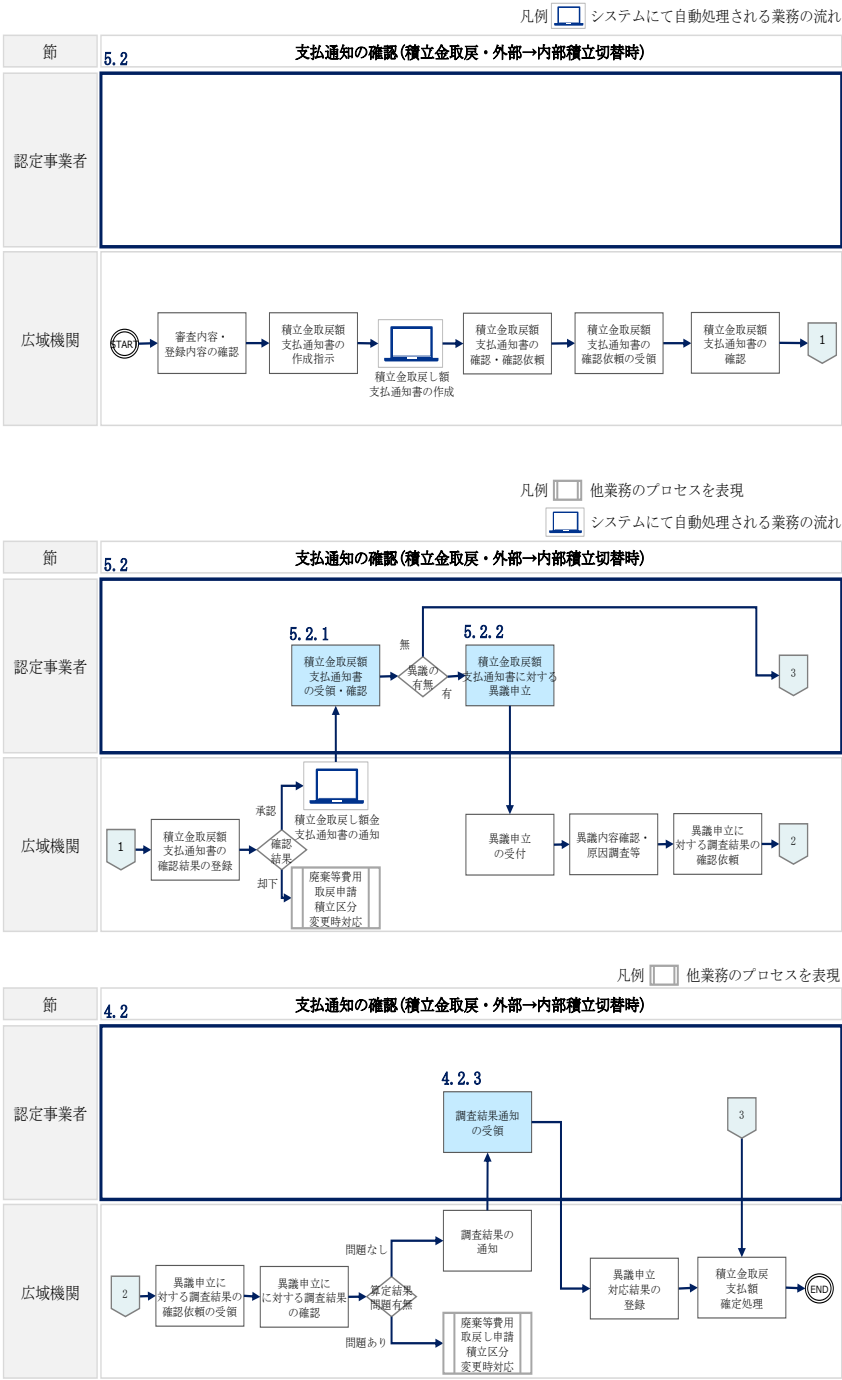 凡例 システムにて自動処理される業務の流れ
節
5.2
支払通知の確認(積立金取戻・外部→内部積立切替時)
認定事業者
広域機関
START
審査内容・
登録内容の確認
積立金取戻額
支払通知書の
作成指示
積立金取戻し額
支払通知書の作成
積立金取戻額
支払通知書の
確認・確認依頼
積立金取戻額
支払通知書の
確認依頼の受領
積立金取戻額
支払通知書の
確認
1
凡例 他業務のプロセスを表現
システムにて自動処理される業務の流れ
節
5.2
支払通知の確認(積立金取戻・外部→内部積立切替時)
認定事業者
5.2.1
積立金取戻額
支払通知書
の受領・確認
無
異議の
有無
有
5.2.2
積立金取戻額
支払通知書に対する
異議申立
3
広域機関
1
積立金取戻額
支払通知書の
確認結果の登録
承認
確認
結果
却下
積立金取戻し額金
支払通知書の通知
廃棄等費用
取戻申請
積立区分
変更時対応
異議申立
の受付
異議内容確認・
原因調査等
異議申立に
対する調査結果の
確認依頼
2
凡例 他業務のプロセスを表現
節
4.2
支払通知の確認(積立金取戻・外部→内部積立切替時)
認定事業者
4.2.3
調査結果通知
の受領
3
広域機関
2
異議申立に
対する調査結果の
確認依頼の受領
異議申立に
に対する調査結果
の確認
問題なし
算定結果
問題有無
問題あり
調査結果の
通知
廃棄等費用
取戻し申請
積立区分
変更時対応
異議申立
対応結果の
登録
積立金取戻
支払額
確定処理
END